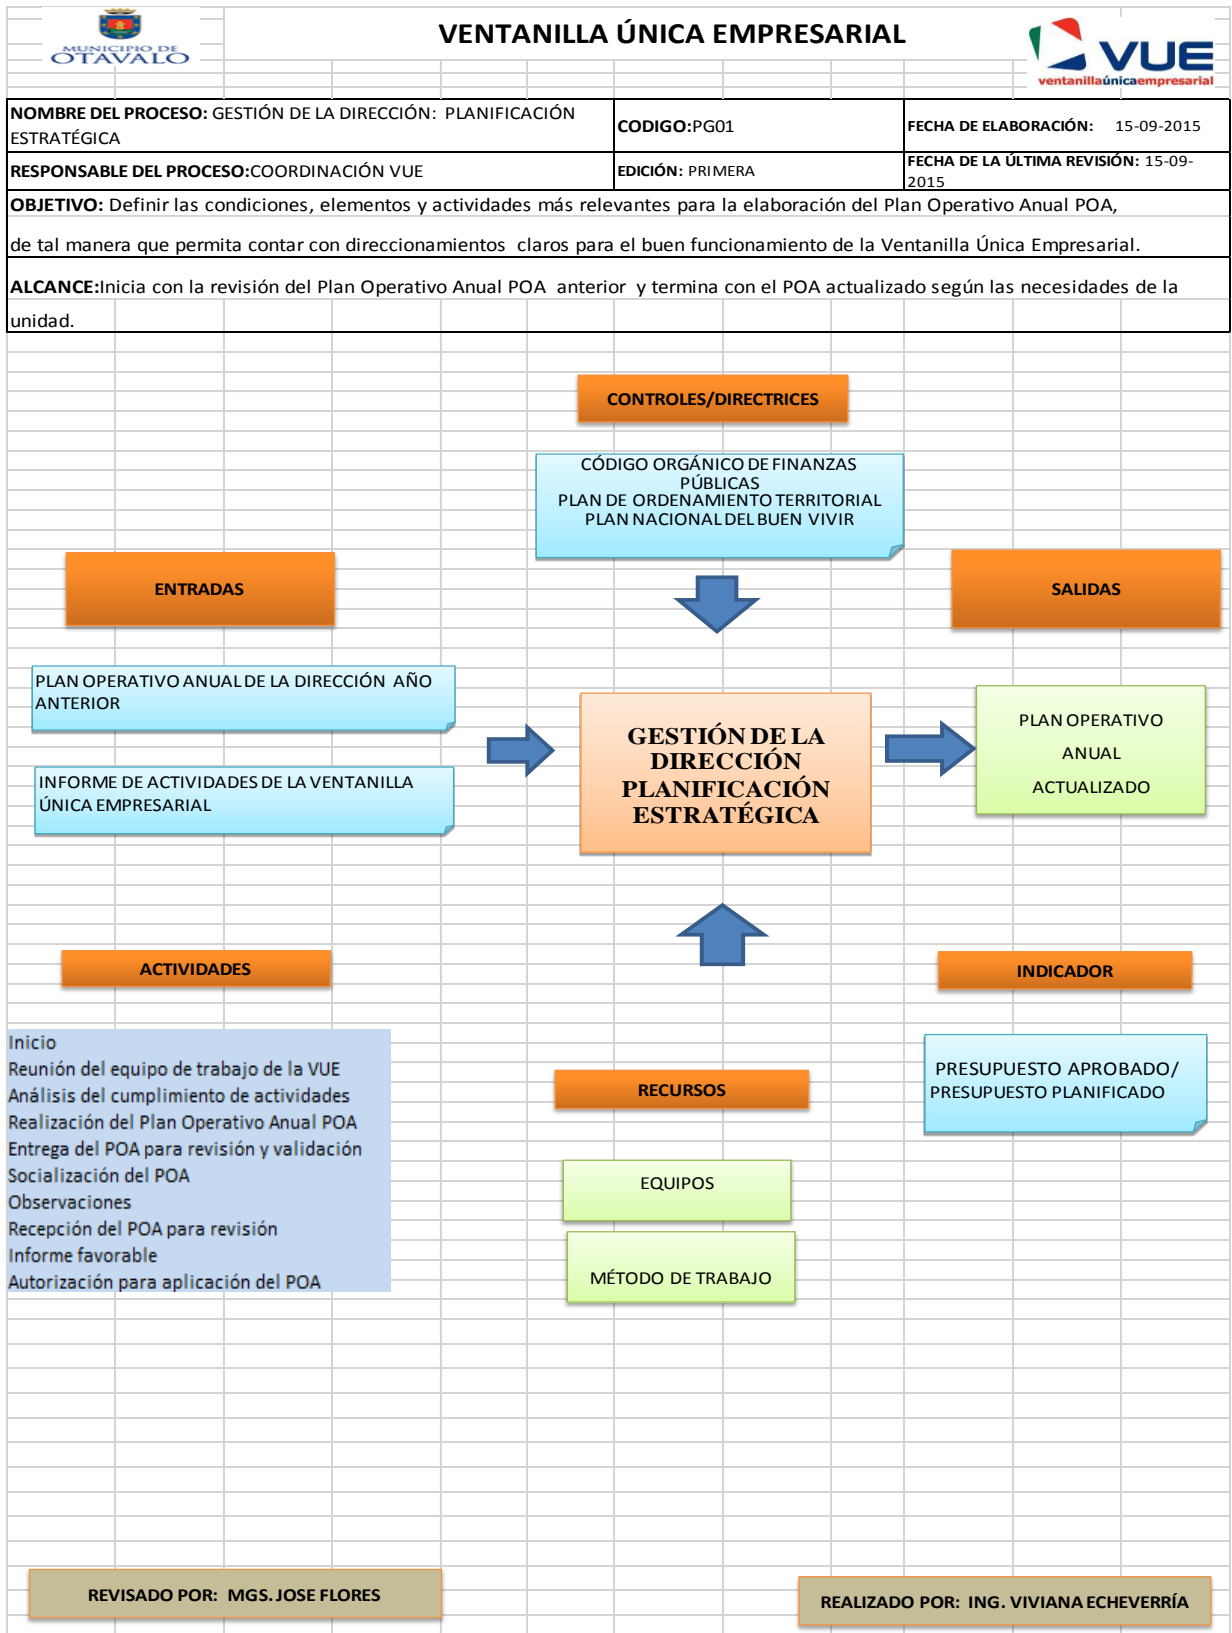 MUNICIPIO DE
OTAVALO
VENTANILLA ÚNICA EMPRESARIAL
VUE
ventanillaúnicaempresarial
NOMBRE DEL PROCESO: GESTIÓN DE LA DIRECCIÓN: PLANIFICACIÓN
ESTRATÉGICA
CODIGO:PG01
FECHA DE ELABORACIÓN: 15-09-2015
RESPONSABLE DEL PROCESO:COORDINACIÓN VUE
EDICIÓN: PRIMERA
FECHA DE LA ÚLTIMA REVISIÓN: 15-09-
2015
OBJETIVO: Definir las condiciones, elementos y actividades más relevantes para la elaboración del Plan Operativo Anual POA,
de tal manera que permita contar con direccionamientos claros para el buen funcionamiento de la Ventanilla Única Empresarial.
ALCANCE:Inicia con la revisión del Plan Operativo Anual POA anterior y termina con el POA actualizado según las necesidades de la
unidad.
CONTROLES/DIRECTRICES
CÓDIGO ORGÁNICO DE FINANZAS
PÚBLICAS
PLAN DE ORDENAMIENTO TERRITORIAL
PLAN NACIONAL DEL BUEN VIVIR
ENTRADAS
SALIDAS
PLAN OPERATIVO ANUAL DE LA DIRECCIÓN AÑO
ANTERIOR
INFORME DE ACTIVIDADES DE LA VENTANILLA
ÚNICA EMPRESARIAL
GESTIÓN DE LA
DIRECCIÓN
PLANIFICACIÓN
ESTRATÉGICA
PLAN OPERATIVO
ANUAL
ACTUALIZADO
ACTIVIDADES
INDICADOR
Inicio
Reunión del equipo de trabajo de la VUE
Análisis del cumplimiento de actividades
Realización del Plan Operativo Anual POA
Entrega del POA para revisión y validación
Socialización del POA
Observaciones
Recepción del POA para revisión
Informe favorable
Autorización para aplicación del POA
RECURSOS
EQUIPOS
MÉTODO DE TRABAJO
PRESUPUESTO APROBADO/
PRESUPUESTO PLANIFICADO
REVISADO POR: MGS. JOSE FLORES
REALIZADO POR: ING. VIVIANA ECHEVERRÍA